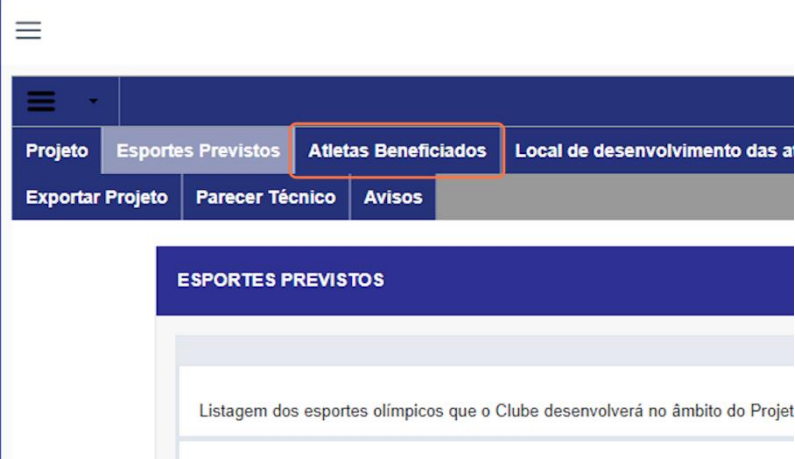 Projeto Esportes Previstos Atletas Beneficiados Local de desenvolvimento das
Exportar Projeto Parecer Técnico Avisos
ESPORTES PREVISTOS
Listagem dos esportes olímpicos que o Clube desenvolverá no âmbito do Projet